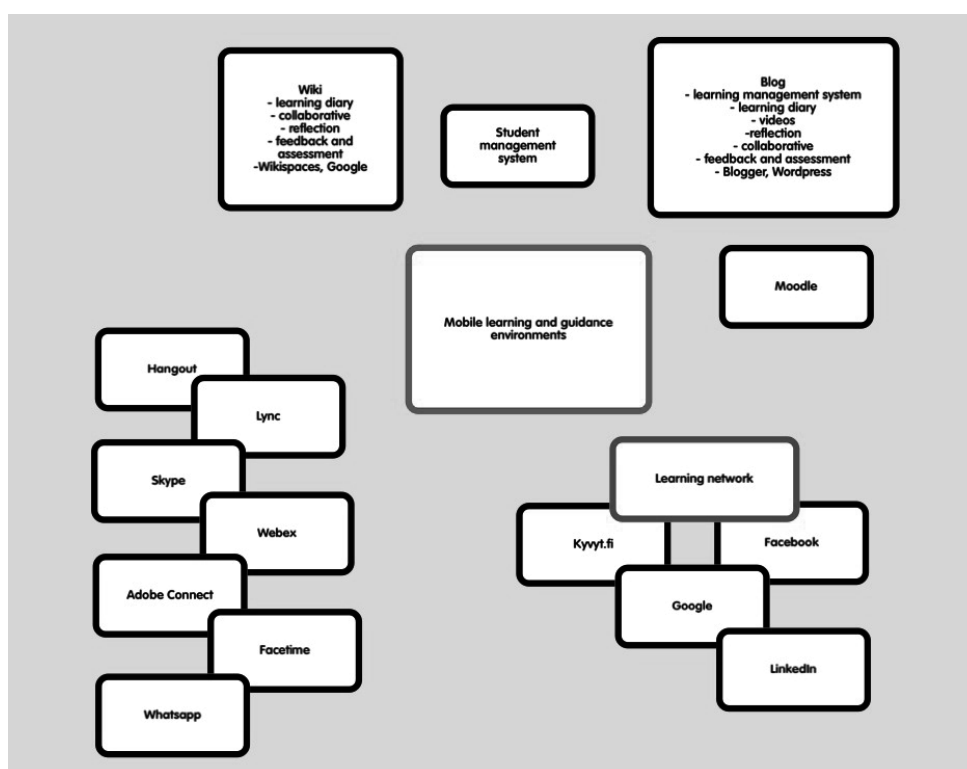 Wiki
- learning diary
- collaborative
- reflection
- feedback and
assessment
-Wikispaces, Google
Student
management
system
Blog
- learning management system
- learning diary
- videos
-reflection
- collaborative
- feedback and assessment
- Blogger, Wordpress
Moodle
Mobile learning and guidance
environments
Hangout
Lync
Skype
Webex
Adobe Connect
Facetime
Whatsapp
Learning network
Kyvyt.fi
Facebook
Google
LinkedIn